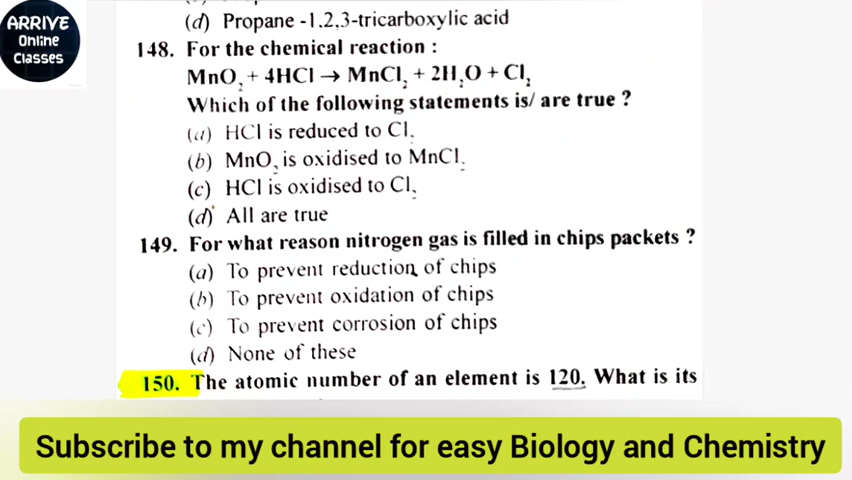 ARRIVE
Online
Classes
(d) Propane -1,2,3-tricarboxylic acid
148. For the chemical reaction :
MnO₂ + 4HCl → MnCl₂ + 2H₂O + Cl₂
Which of the following statements is/ are true ?
(a) HCl is reduced to Cl₂
(b) MnO₂ is oxidised to MnCl₂
(c) HCl is oxidised to Cl₂
(d) All are true
149. For what reason nitrogen gas is filled in chips packets ?
(a) To prevent reduction of chips
(b) To prevent oxidation of chips
(c) To prevent corrosion of chips
(d) None of these
150. The atomic number of an element is 120. What is its
Subscribe to my channel for easy Biology and Chemistry